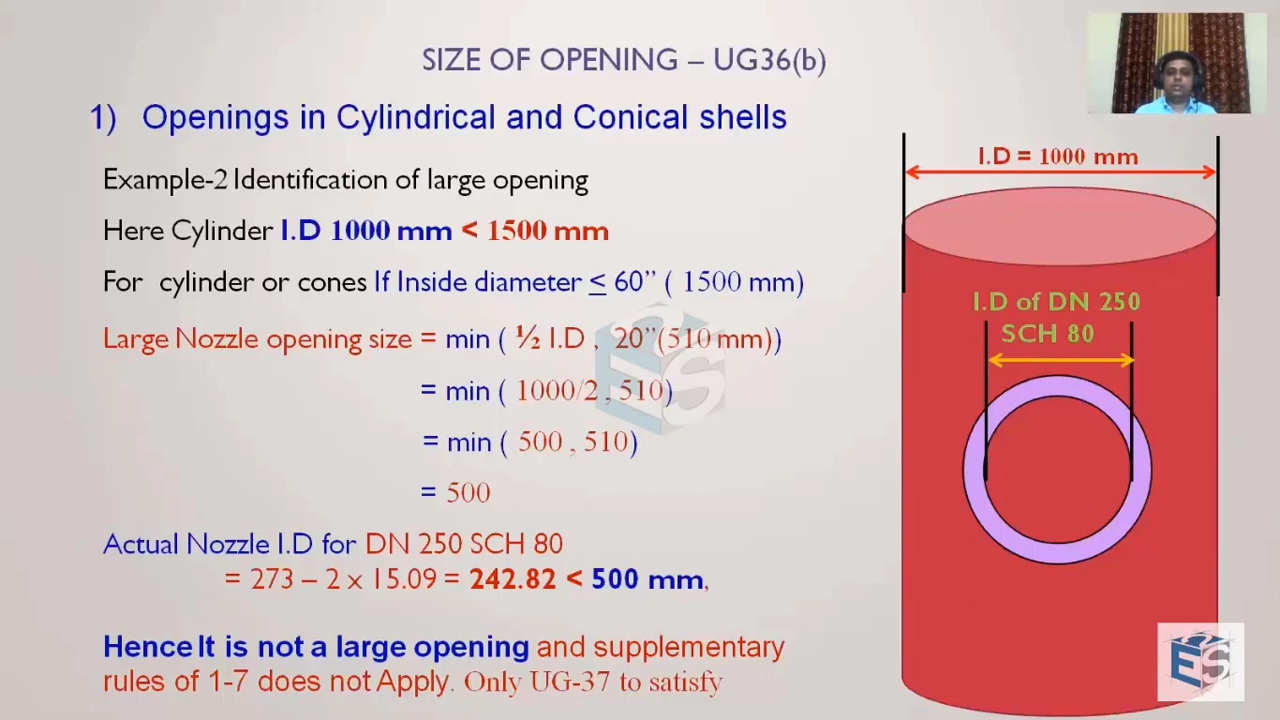 SIZE OF OPENING – UG36(b)
1) Openings in Cylindrical and Conical shells
Example-2 Identification of large opening
Here Cylinder I.D 1000 mm < 1500 mm
For cylinder or cones If Inside diameter ≤ 60” ( 1500 mm)
Large Nozzle opening size = min ( ½ I.D , 20”(510 mm))
= min ( 1000/2 , 510)
= min ( 500 , 510)
= 500
Actual Nozzle I.D for DN 250 SCH 80
= 273 – 2 x 15.09 = 242.82 < 500 mm,
Hence It is not a large opening and supplementary
rules of 1-7 does not Apply. Only UG-37 to satisfy
I.D = 1000 mm
I.D of DN 250
SCH 80
ES
ES